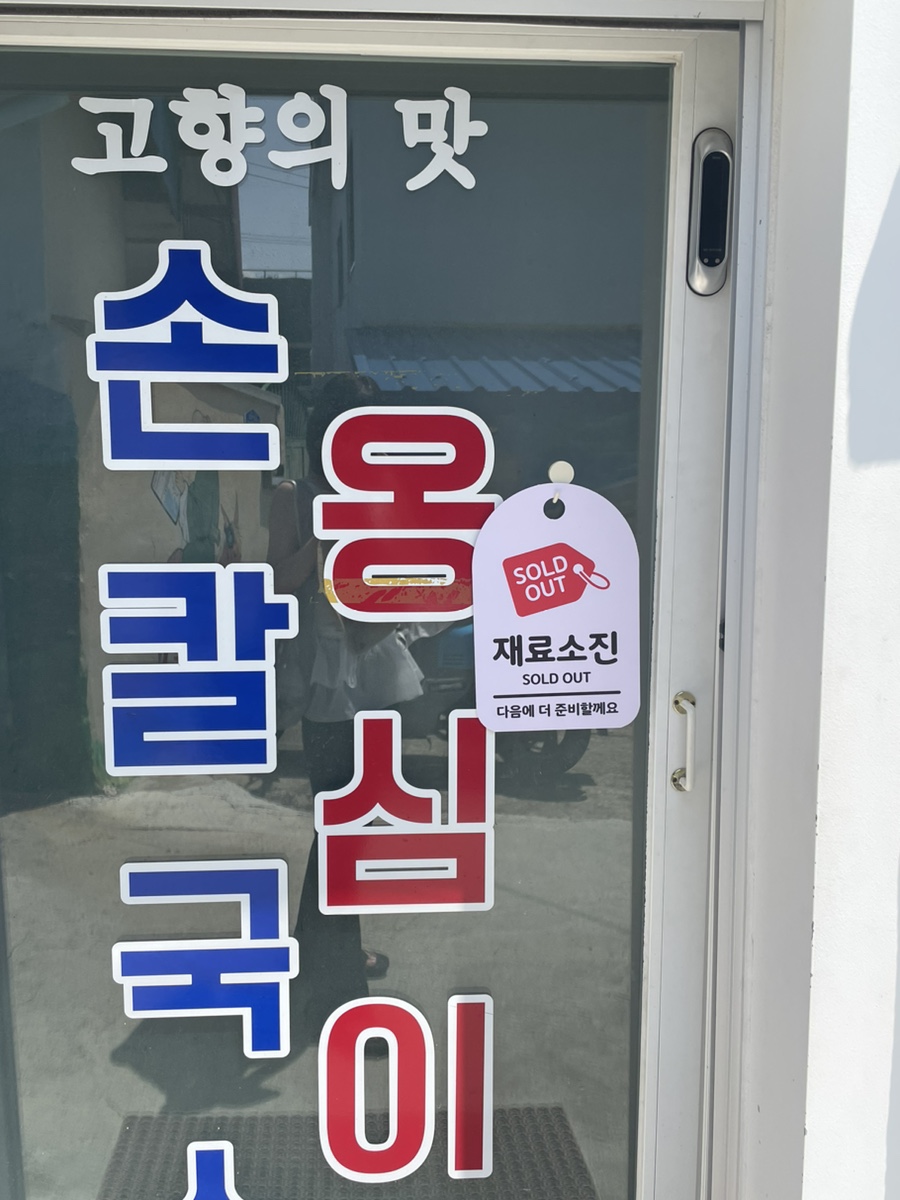 고향의 맛
손칼국
옹심이
SOLD
OUT
재료소진
SOLD OUT
다음에 더 준비할께요